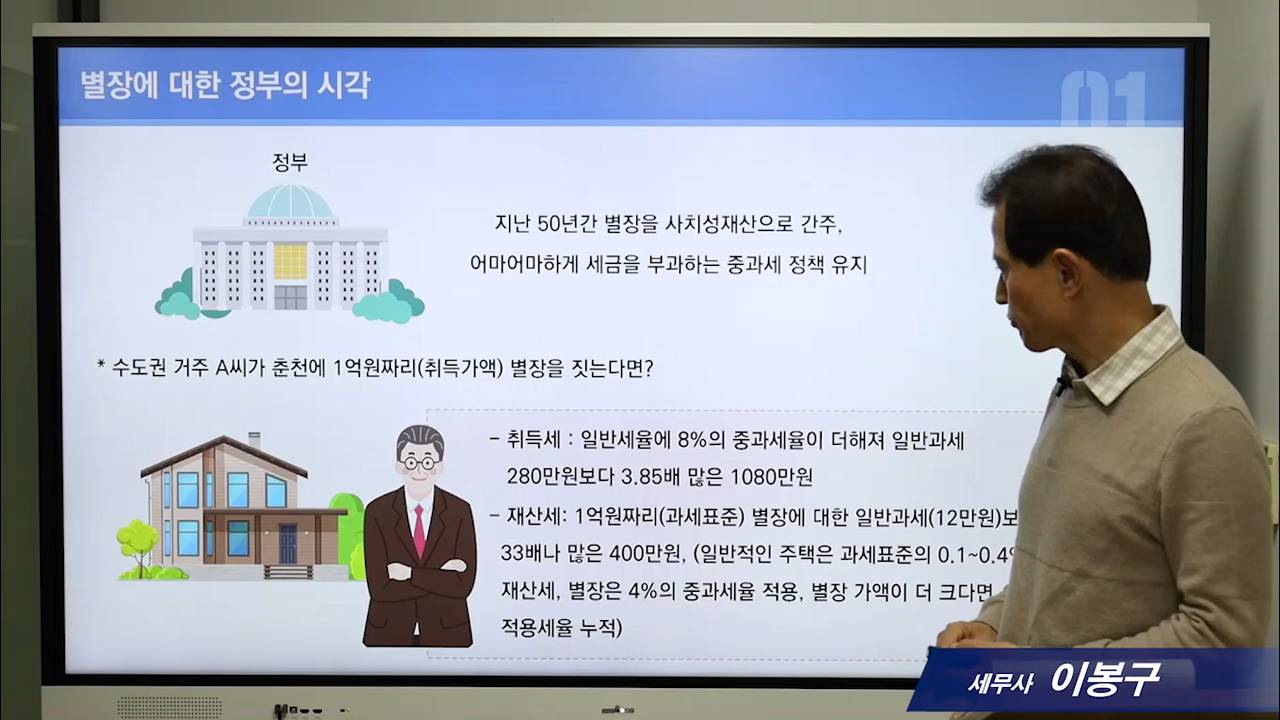 별장에 대한 정부의 시각
01
정부
지난 50년간 별장을 사치성재산으로 간주,
어마어마하게 세금을 부과하는 중과세 정책 유지
* 수도권 거주 A씨가 춘천에 1억원짜리(취득가액) 별장을 짓는다면?
- 취득세 : 일반세율에 8%의 중과세율이 더해져 일반과세
280만원보다 3.85배 많은 1080만원
- 재산세: 1억원짜리(과세표준) 별장에 대한 일반과세(12만원)보
33배나 많은 400만원, (일반적인 주택은 과세표준의 0.1~0.4%
재산세, 별장은 4%의 중과세율 적용, 별장 가액이 더 크다면
적용세율 누적)
세무사 이봉구